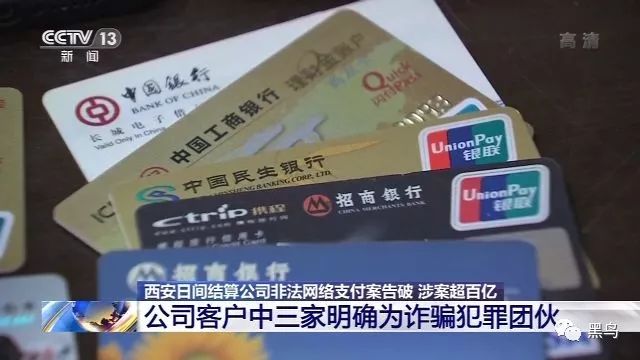 CCTV 13
新闻
高清
中国银行
BANK OF CHINA
长城电子借
Valid Only in China
中国工商银行
理财金账户
Quick
中国民生银行
MINSHENG BANKING CORP., LTD.
UnionPay
银联
Ctrip 携程
招商银行
CHINA MERCHANTS BANK
UnionPay
银联
招商银行
西安日间结算公司非法网络支付案告破 涉案超百亿
公司客户中三家明确为诈骗犯罪团伙
黑鸟